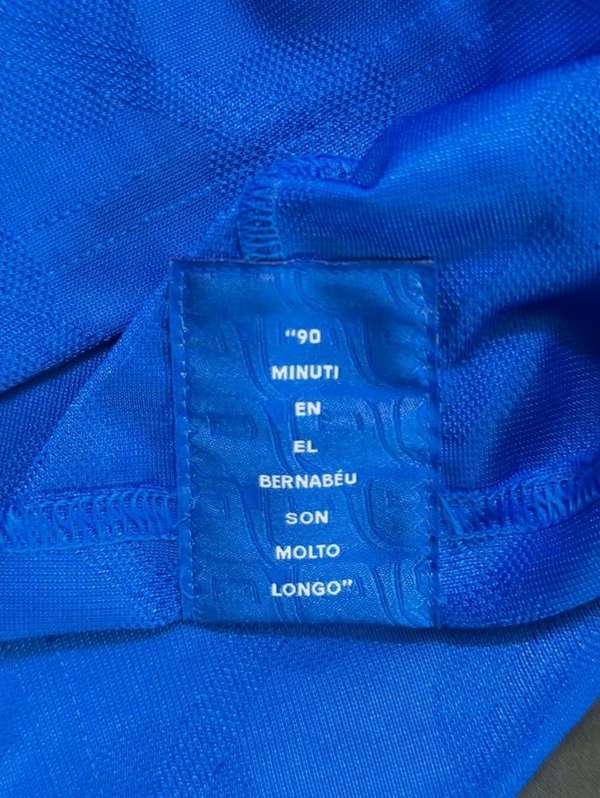 "90
MINUTI
EN
EL
BERNABÉU
SON
MOLTO
LONGO"